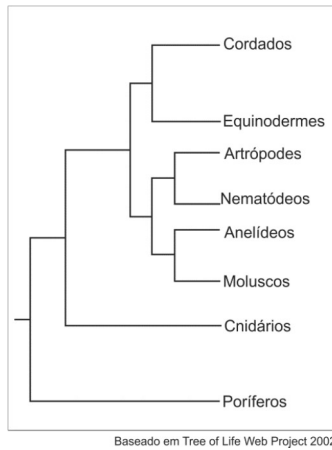 Cordados
Equinodermes
Artrópodes
Nematódeos
Anelídeos
Moluscos
Cnidários
Poríferos
Baseado em Tree of Life Web Project 2002